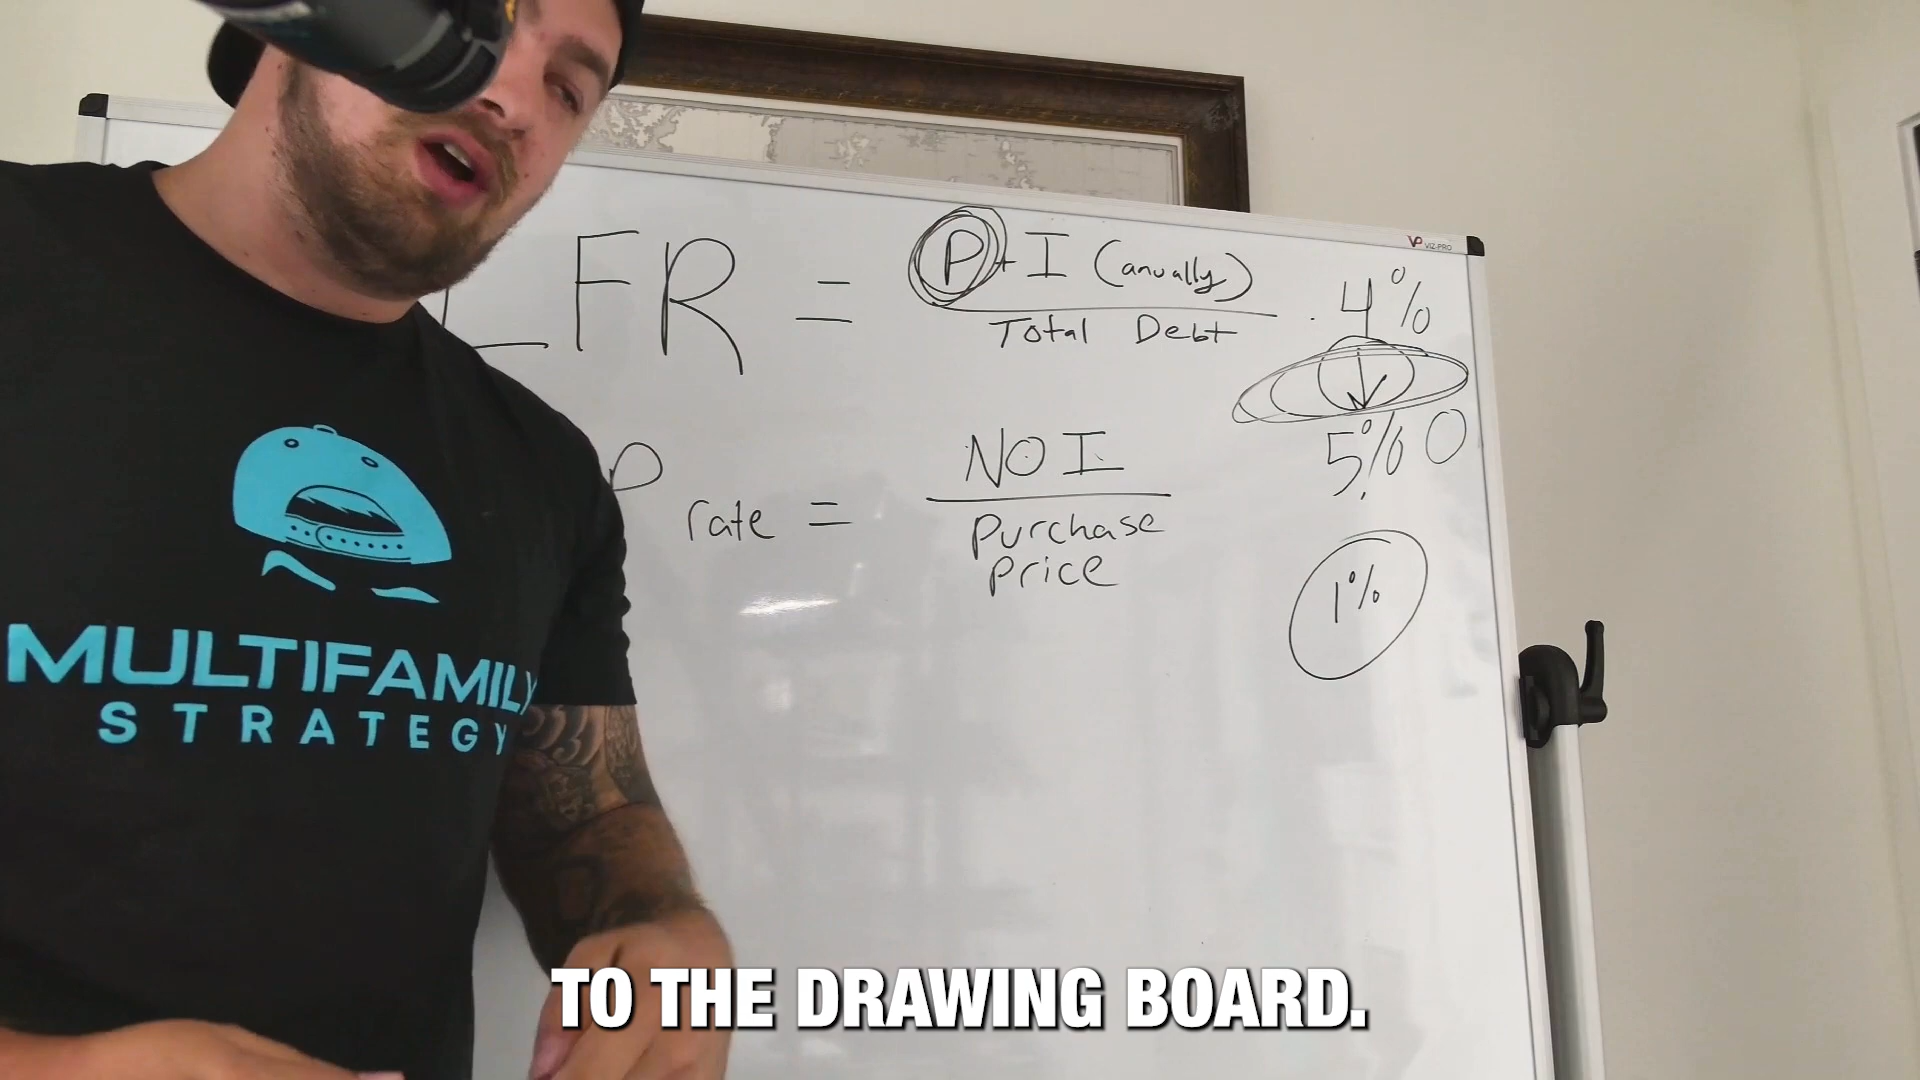 LFR = P + I (anually)
Total Debt
4%
5%
NOI
P rate =
Purchase
price
1%
VP VIZ-PRO
MULTIFAMILY
STRATEGY
TO THE DRAWING BOARD.